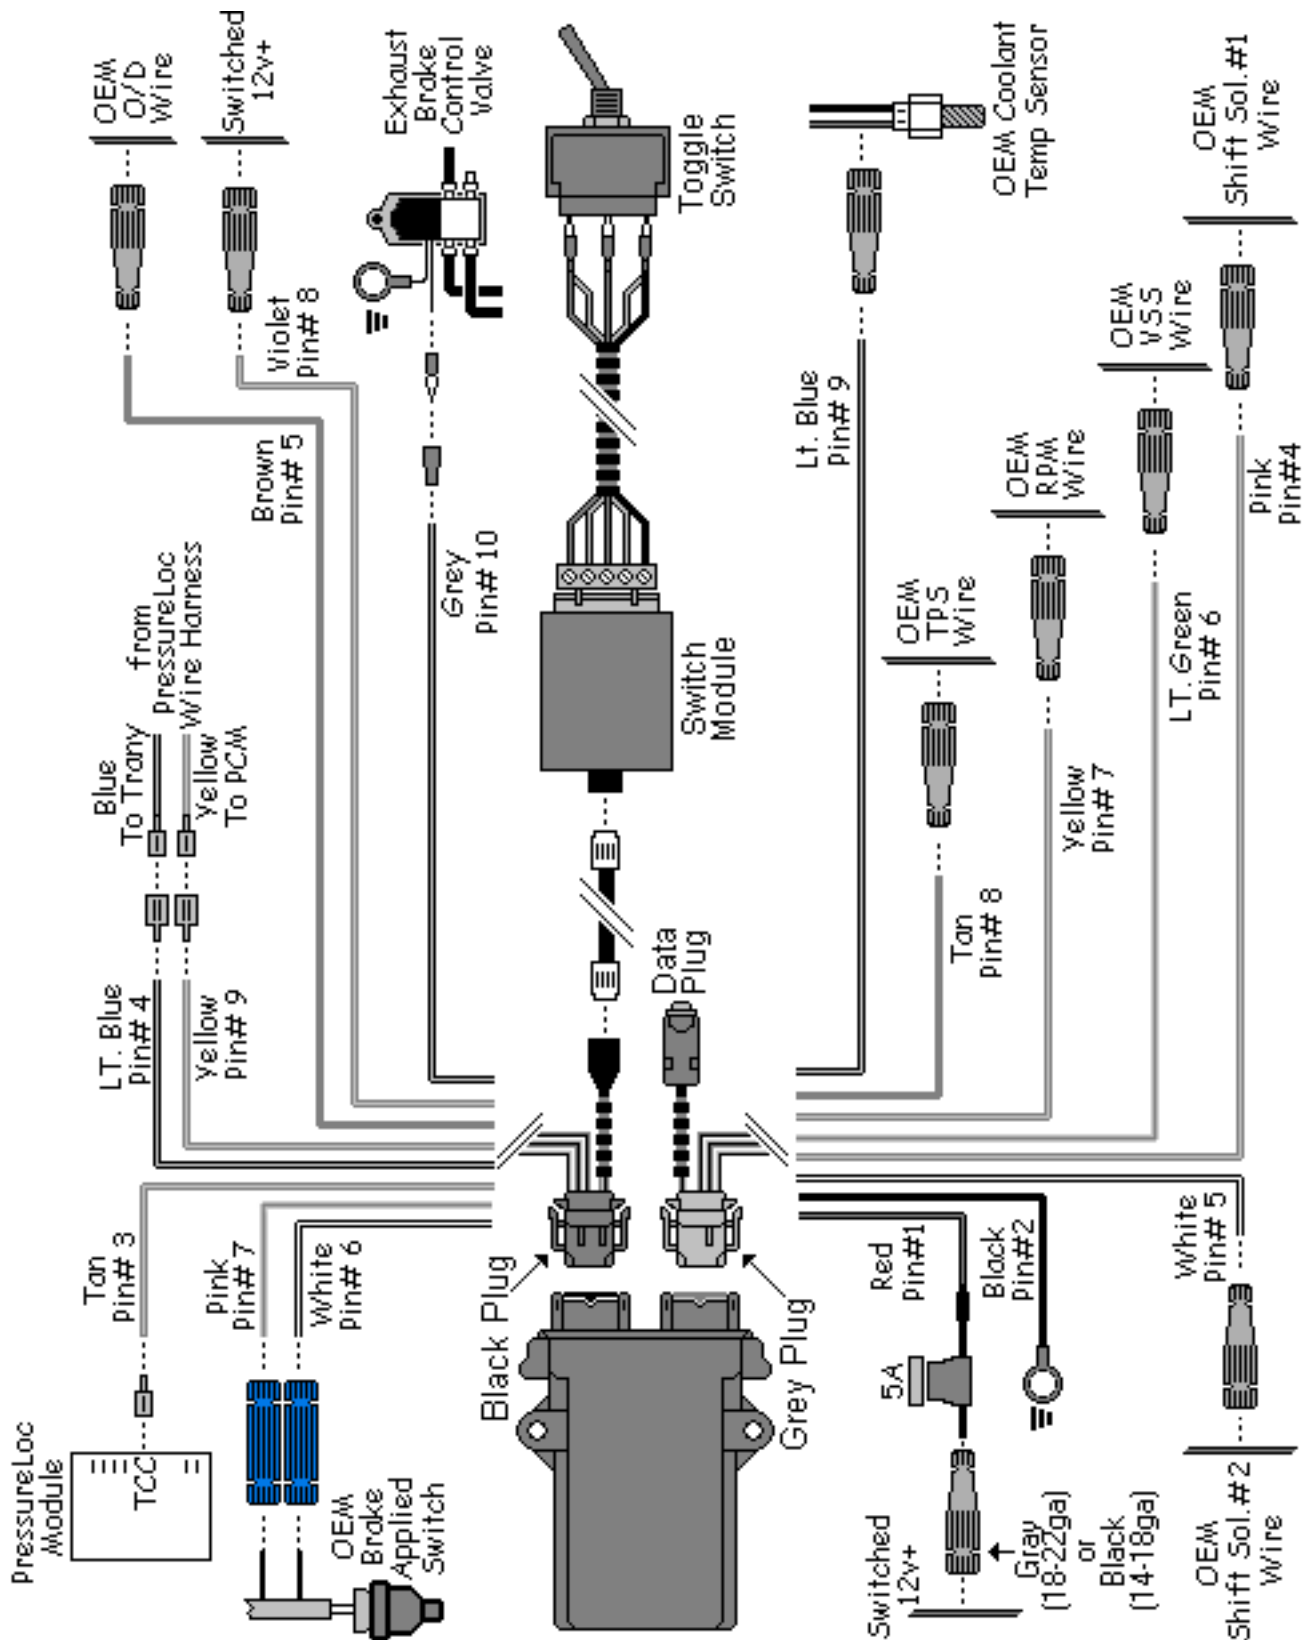 PressureLoc
Module
TCC
Tan
Pin# 3
LT. Blue
Pin# 4
Blue
To Trany
from
PressureLoc
Wire Harness
Yellow
To PCM
Yellow
Pin# 9
OEM
O/D
Wire
Brown
Pin# 5
Switched
12v+
Violet
Pin# 8
Exhaust
Brake
Control
Valve
Grey
Pin# 10
Pink
Pin# 7
White
Pin# 6
OEM
Brake
Applied
Switch
Black Plug
Grey Plug
Data
Plug
Switch
Module
Toggle
Switch
Lt. Blue
Pin# 9
OEM Coolant
Temp Sensor
Tan
Pin# 8
OEM
TPS
Wire
Yellow
Pin# 7
OEM
RPM
Wire
LT. Green
Pin# 6
OEM
VSS
Wire
Pink
Pin#4
OEM
Shift Sol.#1
Wire
Switched
12v+
5A
Red
Pin#1
Black
Pin#2
Gray
(18-22ga)
or
Black
(14-18ga)
White
Pin# 5
OEM
Shift Sol.#2
Wire